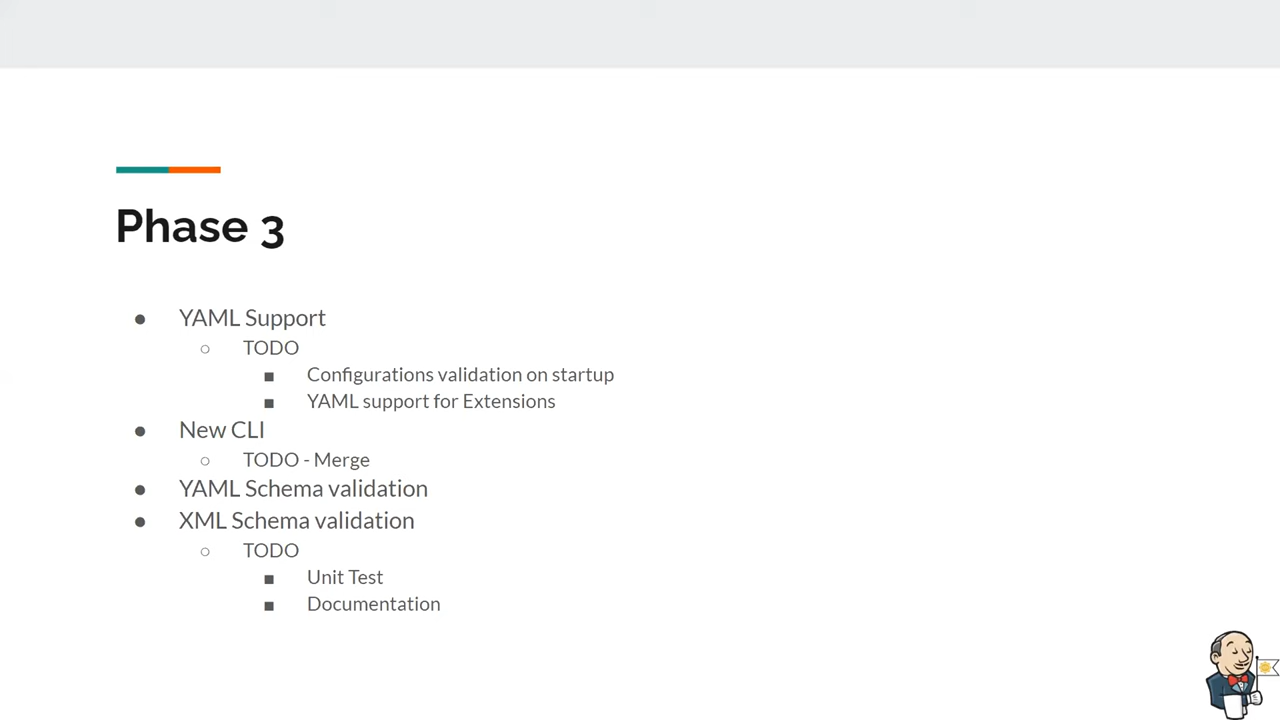 Phase 3
● YAML Support
○ TODO
■ Configurations validation on startup
■ YAML support for Extensions
● New CLI
○ TODO - Merge
● YAML Schema validation
● XML Schema validation
○ TODO
■ Unit Test
■ Documentation